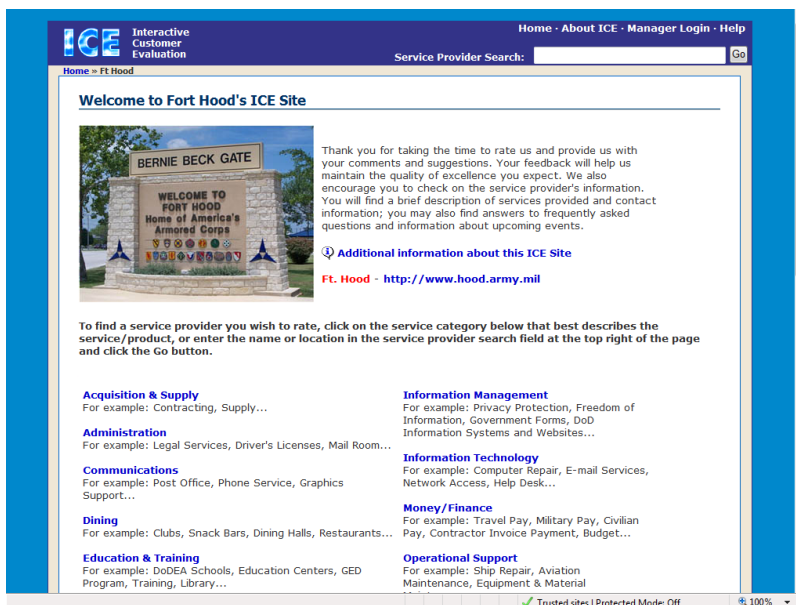 ICE
Interactive
Customer
Evaluation
Home · About ICE · Manager Login · Help
Service Provider Search:
Go
Home » Ft Hood
Welcome to Fort Hood's ICE Site
BERNIE BECK GATE
WELCOME TO
FORT HOOD
Home of America's
Armored Corps
Thank you for taking the time to rate us and provide us with
your comments and suggestions. Your feedback will help us
maintain the quality of excellence you expect. We also
encourage you to check on the service provider's information.
You will find a brief description of services provided and contact
information; you may also find answers to frequently asked
questions and information about upcoming events.
Additional information about this ICE Site
Ft. Hood - http://www.hood.army.mil
To find a service provider you wish to rate, click on the service category below that best describes the
service/product, or enter the name or location in the service provider search field at the top right of the page
and click the Go button.
Acquisition & Supply
For example: Contracting, Supply...
Administration
For example: Legal Services, Driver's Licenses, Mail Room...
Communications
For example: Post Office, Phone Service, Graphics
Support...
Dining
For example: Clubs, Snack Bars, Dining Halls, Restaurants...
Education & Training
For example: DoDEA Schools, Education Centers, GED
Program, Training, Library...
Information Management
For example: Privacy Protection, Freedom of
Information, Government Forms, DoD
Information Systems and Websites...
Information Technology
For example: Computer Repair, E-mail Services,
Network Access, Help Desk...
Money/Finance
For example: Travel Pay, Military Pay, Civilian
Pay, Contractor Invoice Payment, Budget...
Operational Support
For example: Ship Repair, Aviation
Maintenance, Equipment & Material
Trusted sites | Protected Mode: Off
100%